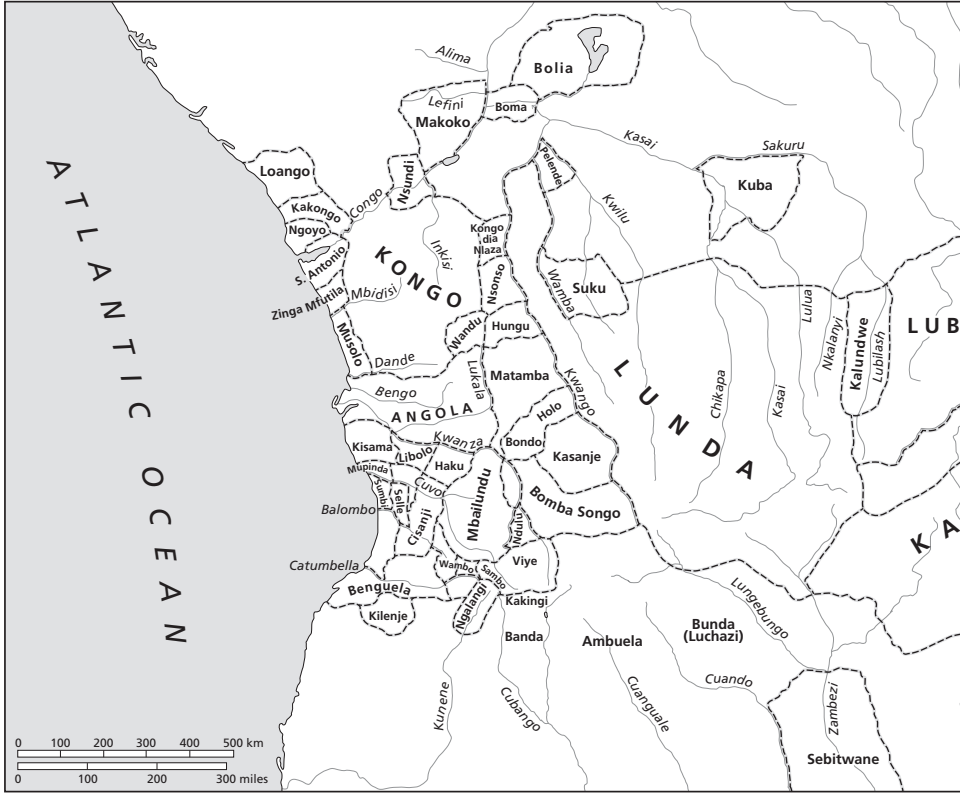 Alima
Bolia
Lefini
Boma
Makoko
Kasai
Sakuru
Pelende
Loango
Nsundi
Kuba
Congo
Kwilu
Kakongo
Ngoyo
Kongo
dia
Nlaza
Inkisi
KONGO
S. Antonio
Nsonso
Wamba
Suku
Mbidisi
Zinga Mfutila
Lulua
Nkalanyi
Kalundwe
Lubilash
LUB
Musolo
Wandu
Hungu
Dande
Lukala
Matamba
Kwango
LUNDA
Chikapa
Kasai
Bengo
ANGOLA
Holo
Kwanza
Bondo
Kisama
Libolo
Kasanje
Mupinda
Haku
Sumbi
Selle
Cuvo
Mbailundu
Bomba Songo
Balombo
Cisanji
Ndulu
KA
Catumbella
Wambo
Sambo
Viye
Benguela
Ngalangi
Kakingi
Kilenje
Lungebungo
Banda
Ambuela
Bunda
(Luchazi)
Cuando
Kunene
Cubango
Cuanguale
Zambezi
Sebitwane
ATLANTIC OCEAN
0 100 200 300 400 500 km
0 100 200 300 miles